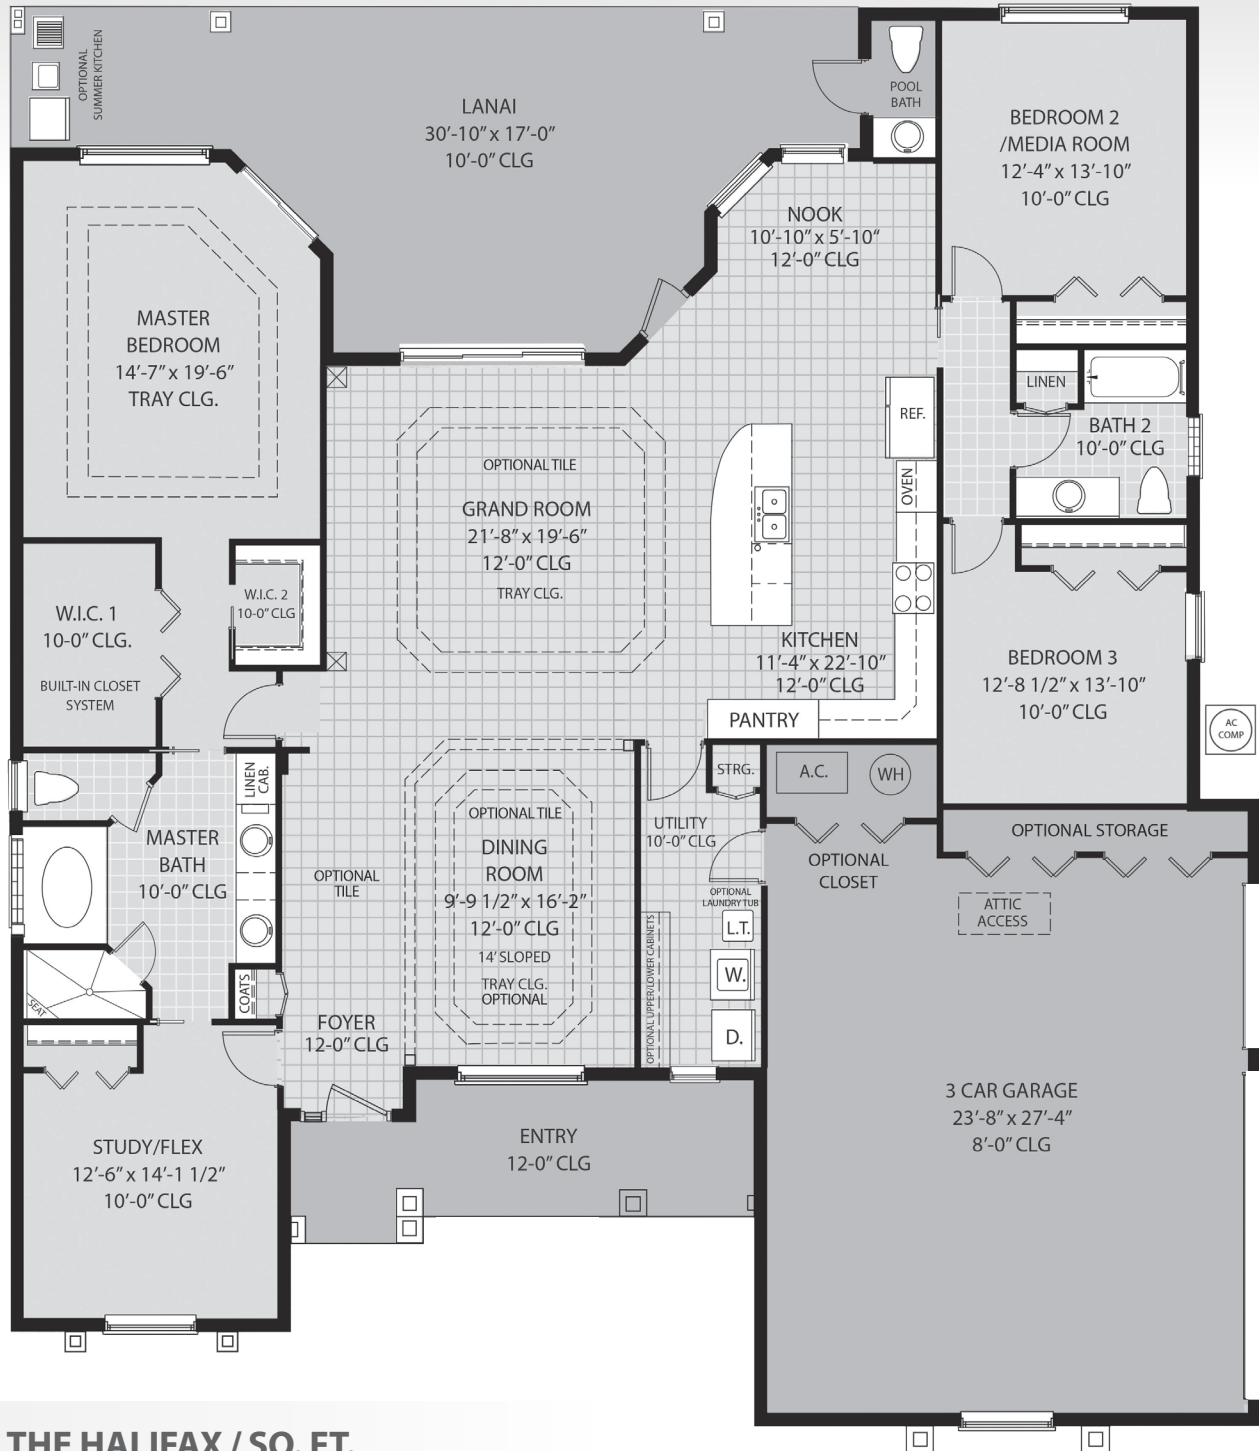 OPTIONAL
SUMMER KITCHEN
LANAI
30'-10" x 17'-0"
10'-0" CLG
POOL
BATH
BEDROOM 2
/MEDIA ROOM
12'-4" x 13'-10"
10'-0" CLG
NOOK
10'-10" x 5'-10"
12'-0" CLG
MASTER
BEDROOM
14'-7" x 19'-6"
TRAY CLG.
LINEN
REF.
BATH 2
10'-0" CLG
OVEN
OPTIONAL TILE
GRAND ROOM
21'-8" x 19'-6"
12'-0" CLG
TRAY CLG.
W.I.C. 1
10-0" CLG.
BUILT-IN CLOSET
SYSTEM
W.I.C. 2
10-0" CLG
KITCHEN
11'-4" x 22'-10"
12'-0" CLG
PANTRY
BEDROOM 3
12'-8 1/2" x 13'-10"
10'-0" CLG
AC
COMP
LINEN
CAB.
STRG.
A.C.
WH
OPTIONAL TILE
DINING
ROOM
9'-9 1/2" x 16'-2"
12'-0" CLG
14' SLOPED
TRAY CLG.
OPTIONAL
UTILITY
10'-0" CLG
OPTIONAL
CLOSET
OPTIONAL STORAGE
MASTER
BATH
10'-0" CLG
OPTIONAL
TILE
OPTIONAL
LAUNDRY TUB
L.T.
W.
D.
OPTIONAL UPPER/LOWER CABINETS
ATTIC
ACCESS
SEAT
COATS
FOYER
12-0" CLG
3 CAR GARAGE
23'-8" x 27'-4"
8'-0" CLG
STUDY/FLEX
12'-6" x 14'-1 1/2"
10'-0" CLG
ENTRY
12-0" CLG
THE HALIFAX / SQ. FT.